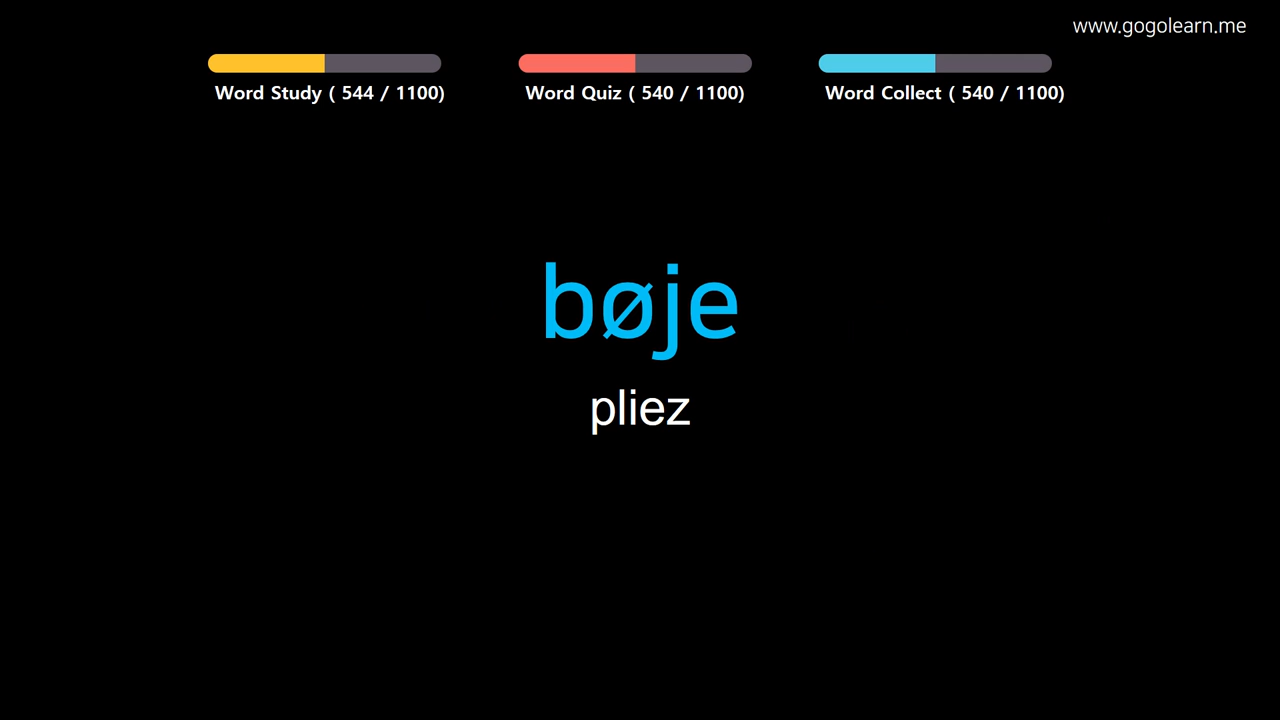 www.gogolearn.me
Word Study ( 544 / 1100)
Word Quiz ( 540 / 1100)
Word Collect ( 540 / 1100)
bøje
pliez